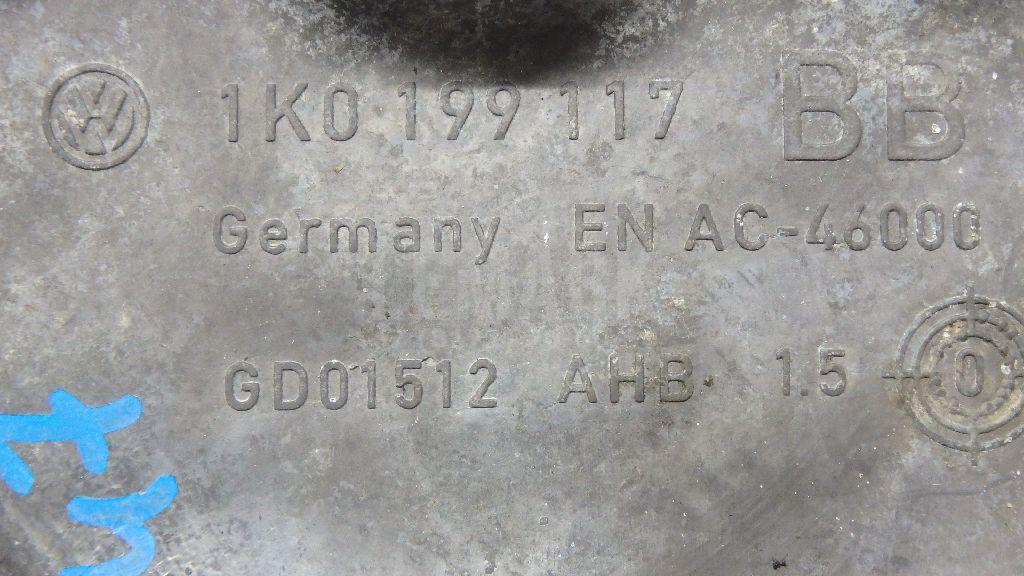 1K0 199 117 BB
Germany EN AC-46000
GD01512 AHB 1.5 0